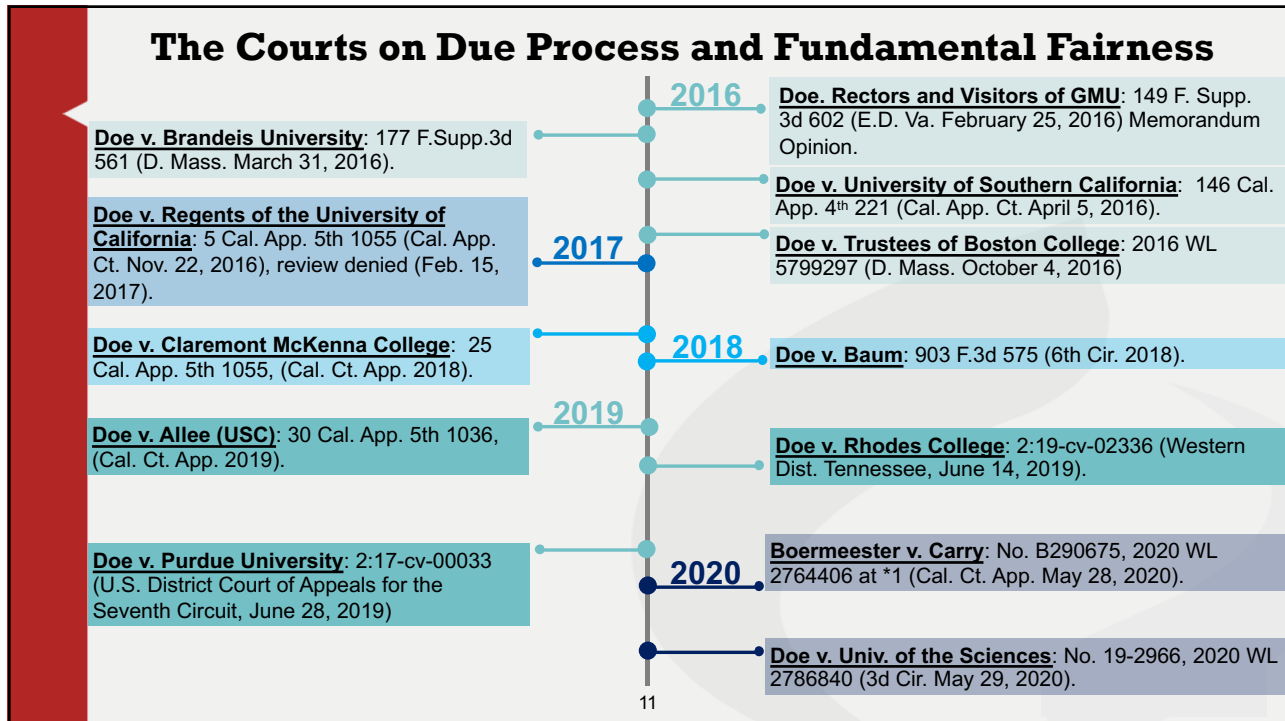 The Courts on Due Process and Fundamental Fairness
2016
Doe. Rectors and Visitors of GMU: 149 F. Supp.
3d 602 (E.D. Va. February 25, 2016) Memorandum
Opinion.
Doe v. Brandeis University: 177 F.Supp.3d
561 (D. Mass. March 31, 2016).
Doe v. University of Southern California: 146 Cal.
App. 4th 221 (Cal. App. Ct. April 5, 2016).
Doe v. Trustees of Boston College: 2016 WL
5799297 (D. Mass. October 4, 2016)
2017
Doe v. Regents of the University of
California: 5 Cal. App. 5th 1055 (Cal. App.
Ct. Nov. 22, 2016), review denied (Feb. 15,
2017).
Doe v. Claremont McKenna College: 25
Cal. App. 5th 1055, (Cal. Ct. App. 2018).
2018
Doe v. Baum: 903 F.3d 575 (6th Cir. 2018).
2019
Doe v. Allee (USC): 30 Cal. App. 5th 1036,
(Cal. Ct. App. 2019).
Doe v. Rhodes College: 2:19-cv-02336 (Western
Dist. Tennessee, June 14, 2019).
Doe v. Purdue University: 2:17-cv-00033
(U.S. District Court of Appeals for the
Seventh Circuit, June 28, 2019)
2020
Boermeester v. Carry: No. B290675, 2020 WL
2764406 at *1 (Cal. Ct. App. May 28, 2020).
Doe v. Univ. of the Sciences: No. 19-2966, 2020 WL
2786840 (3d Cir. May 29, 2020).
11